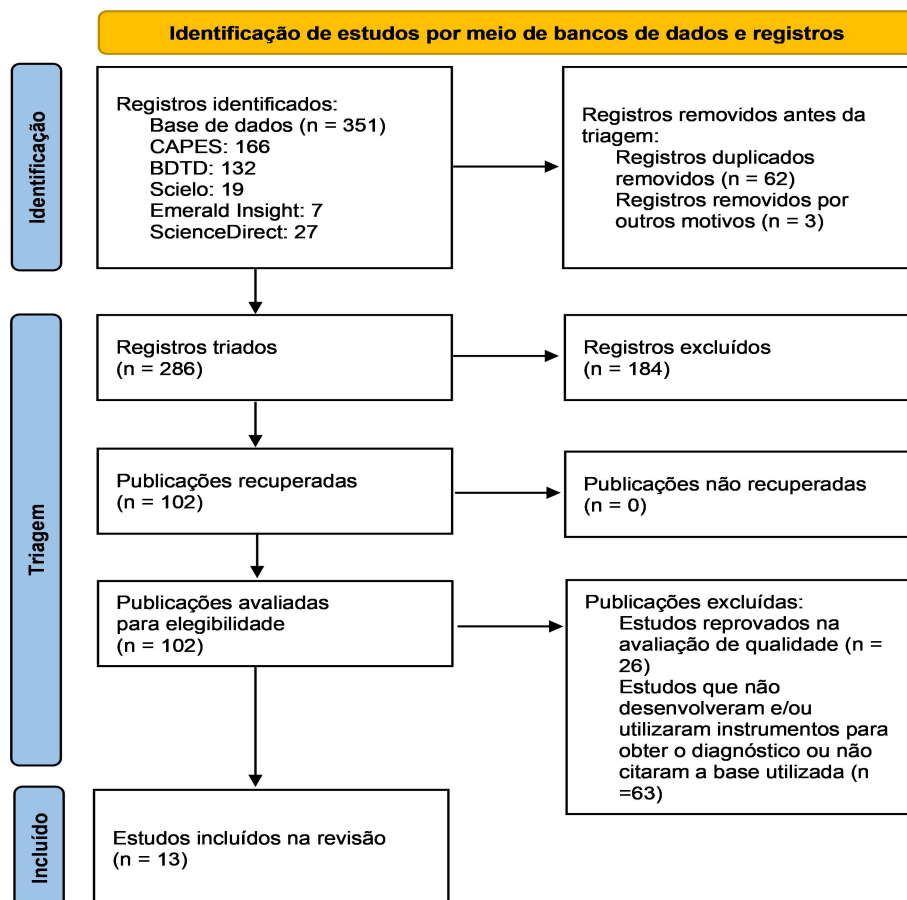 Identificação de estudos por meio de bancos de dados e registros
Identificação
Registros identificados:
Base de dados (n = 351)
CAPES: 166
BDTD: 132
Scielo: 19
Emerald Insight: 7
ScienceDirect: 27
Registros removidos antes da
triagem:
Registros duplicados
removidos (n = 62)
Registros removidos por
outros motivos (n = 3)
Triagem
Registros triados
(n = 286)
Registros excluídos
(n = 184)
Publicações recuperadas
(n = 102)
Publicações não recuperadas
(n = 0)
Publicações avaliadas
para elegibilidade
(n = 102)
Publicações excluídas:
Estudos reprovados na
avaliação de qualidade (n =
26)
Estudos que não
desenvolveram e/ou
utilizaram instrumentos para
obter o diagnóstico ou não
citaram a base utilizada (n
=63)
Incluído
Estudos incluídos na revisão
(n = 13)